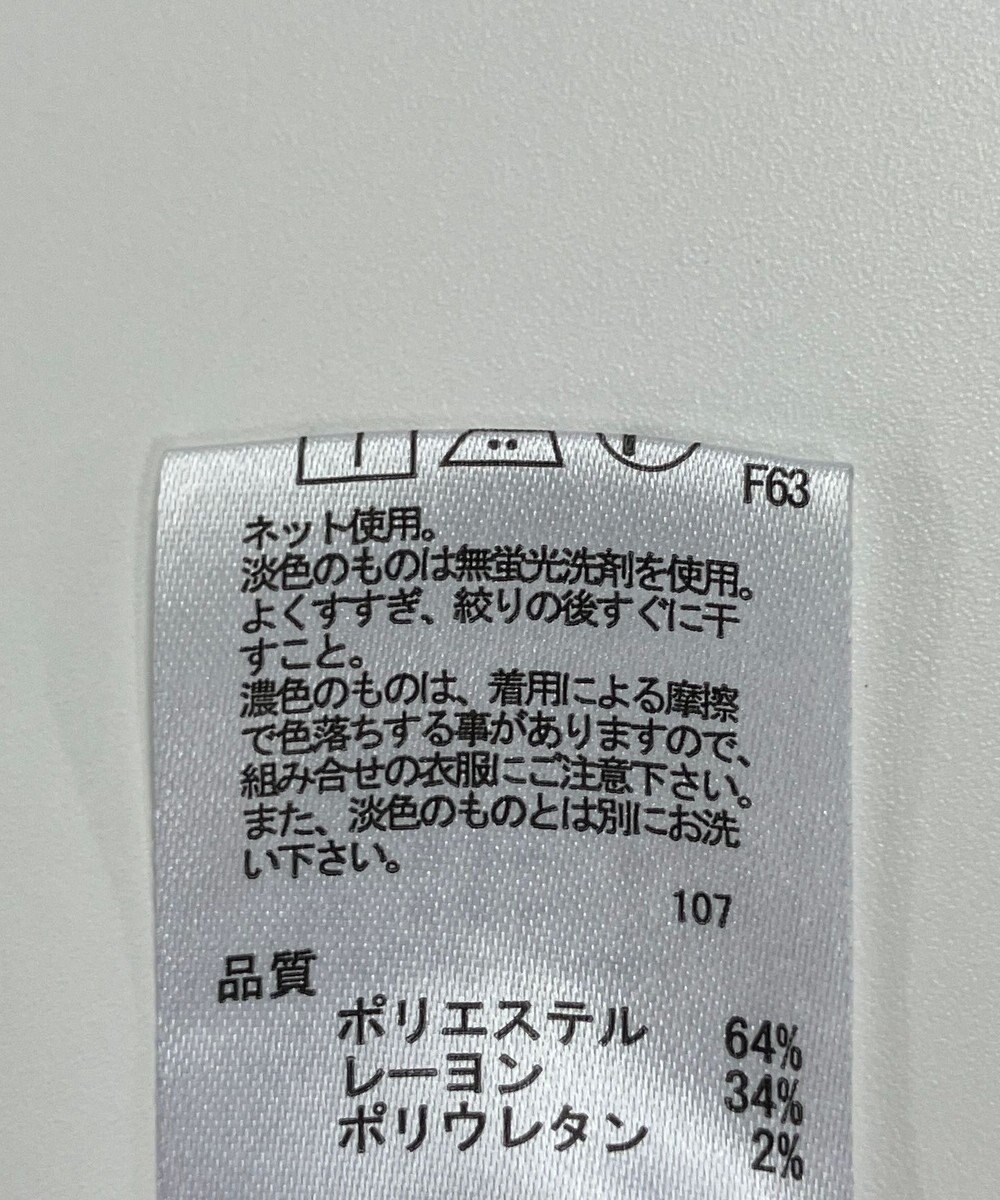 F63
ネット使用。
淡色のものは無蛍光洗剤を使用。
よくすすぎ、絞りの後すぐに干
すこと。
濃色のものは、着用による摩擦
で色落ちする事がありますので、
組み合せの衣服にご注意下さい。
また、淡色のものとは別にお洗
い下さい。
107
品質
ポリエステル 64%
レーヨン 34%
ポリウレタン 2%